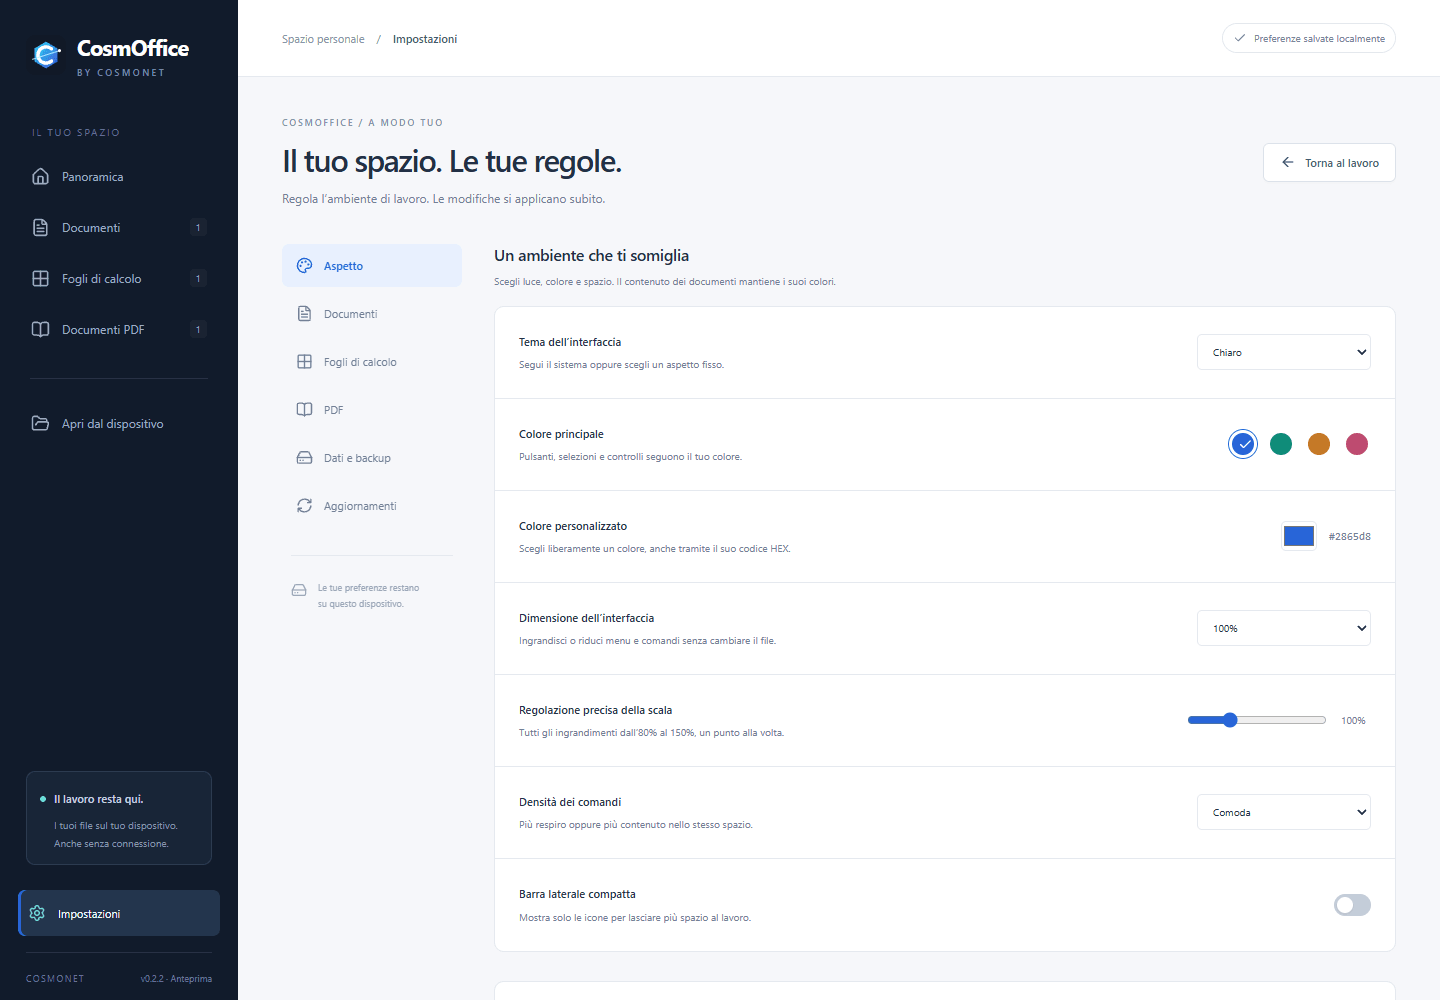 CosmOffice
BY COSMONET
IL TUO SPAZIO
Panoramica
Documenti 1
Fogli di calcolo 1
Documenti PDF 1
Apri dal dispositivo
Il lavoro resta qui.
I tuoi file sul tuo dispositivo.
Anche senza connessione.
Impostazioni
COSMONET v0.2.2 · Anteprima
Spazio personale / Impostazioni
Preferenze salvate localmente
COSMOFFICE / A MODO TUO
Il tuo spazio. Le tue regole.
Regola l’ambiente di lavoro. Le modifiche si applicano subito.
Torna al lavoro
Aspetto
Documenti
Fogli di calcolo
PDF
Dati e backup
Aggiornamenti
Le tue preferenze restano
su questo dispositivo.
Un ambiente che ti somiglia
Scegli luce, colore e spazio. Il contenuto dei documenti mantiene i suoi colori.
Tema dell’interfaccia
Segui il sistema oppure scegli un aspetto fisso.
Chiaro
Colore principale
Pulsanti, selezioni e controlli seguono il tuo colore.
Colore personalizzato
Scegli liberamente un colore, anche tramite il suo codice HEX.
#2865d8
Dimensione dell’interfaccia
Ingrandisci o riduci menu e comandi senza cambiare il file.
100%
Regolazione precisa della scala
Tutti gli ingrandimenti dall’80% al 150%, un punto alla volta.
100%
Densità dei comandi
Più respiro oppure più contenuto nello stesso spazio.
Comoda
Barra laterale compatta
Mostra solo le icone per lasciare più spazio al lavoro.